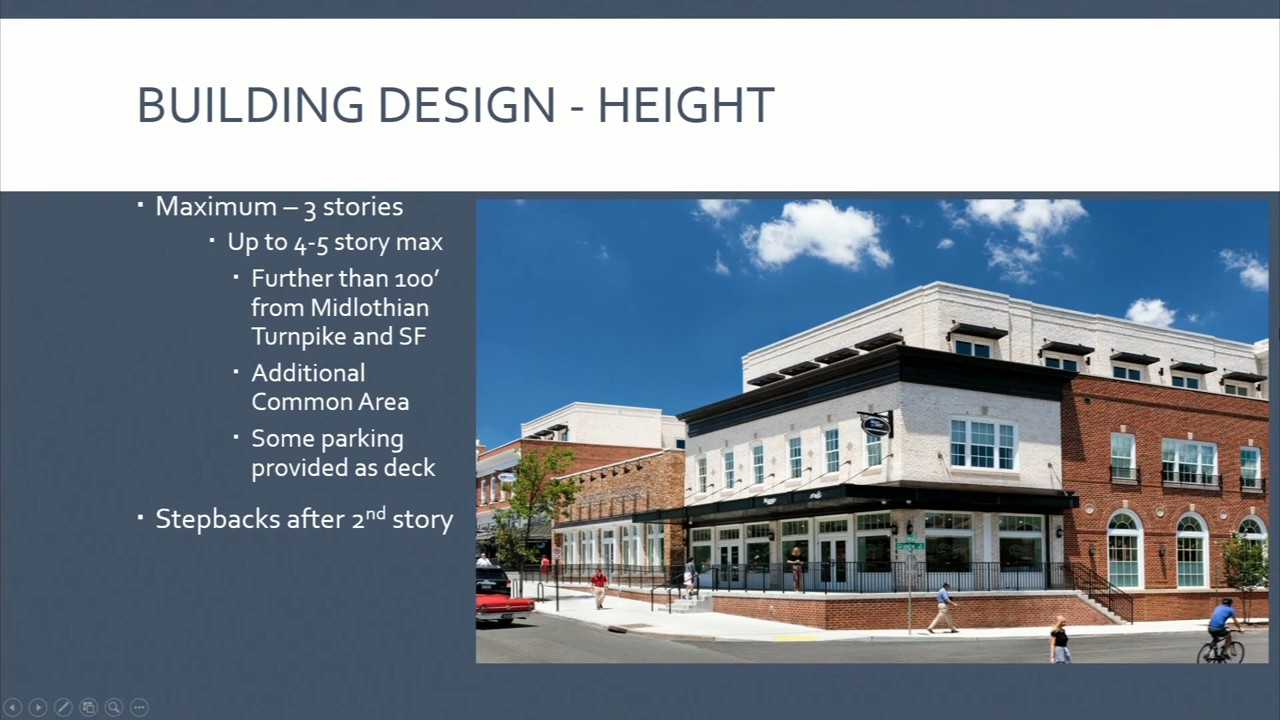 BUILDING DESIGN - HEIGHT
▪ Maximum – 3 stories
▪ Up to 4-5 story max
▪ Further than 100’
from Midlothian
Turnpike and SF
▪ Additional
Common Area
▪ Some parking
provided as deck
▪ Stepbacks after 2nd story